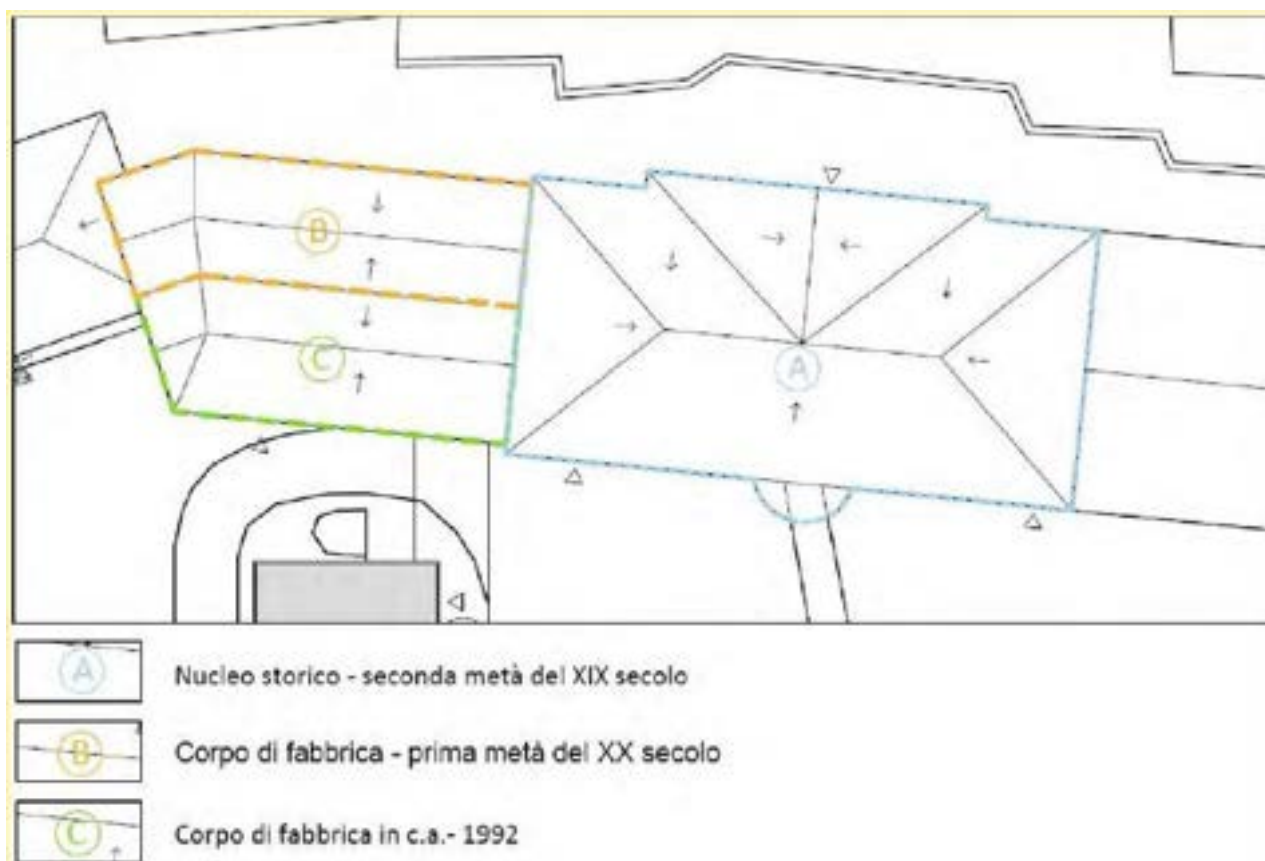 B
C
A
A Nucleo storico - seconda metà del XIX secolo
B Corpo di fabbrica - prima metà del XX secolo
C Corpo di fabbrica in c.a.- 1992